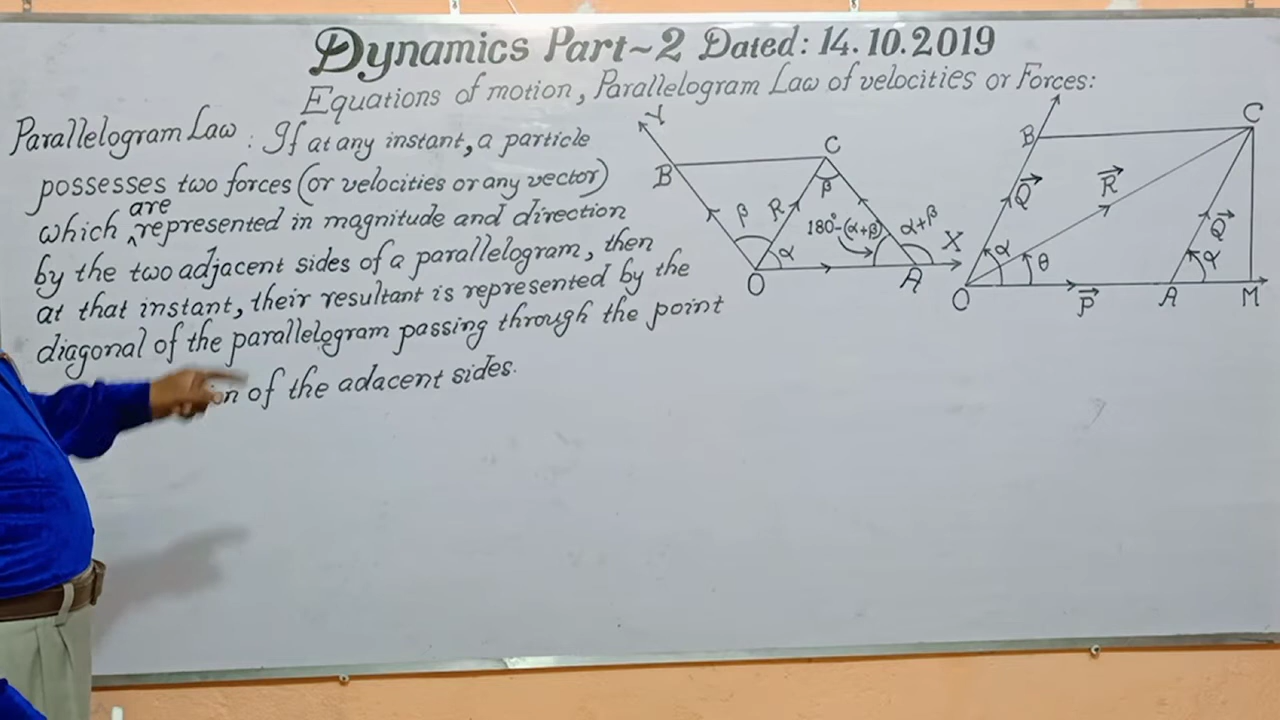 Dynamics Part~2 Dated: 14.10.2019
Equations of motion, Parallelogram Law of velocities or Forces:
Parallelogram Law : If at any instant, a particle
possesses two forces (or velocities or any vector)
are
which ^ represented in magnitude and direction
by the two adjacent sides of a parallelogram, then
at that instant, their resultant is represented by the
diagonal of the parallelogram passing through the point
of the adacent sides.
Y
B
C
β
β
R
180°-(α+β)
α+β
X
α
O
A
B
C
Q⃗
R⃗
Q⃗
α
θ
α
O
P⃗
A
M